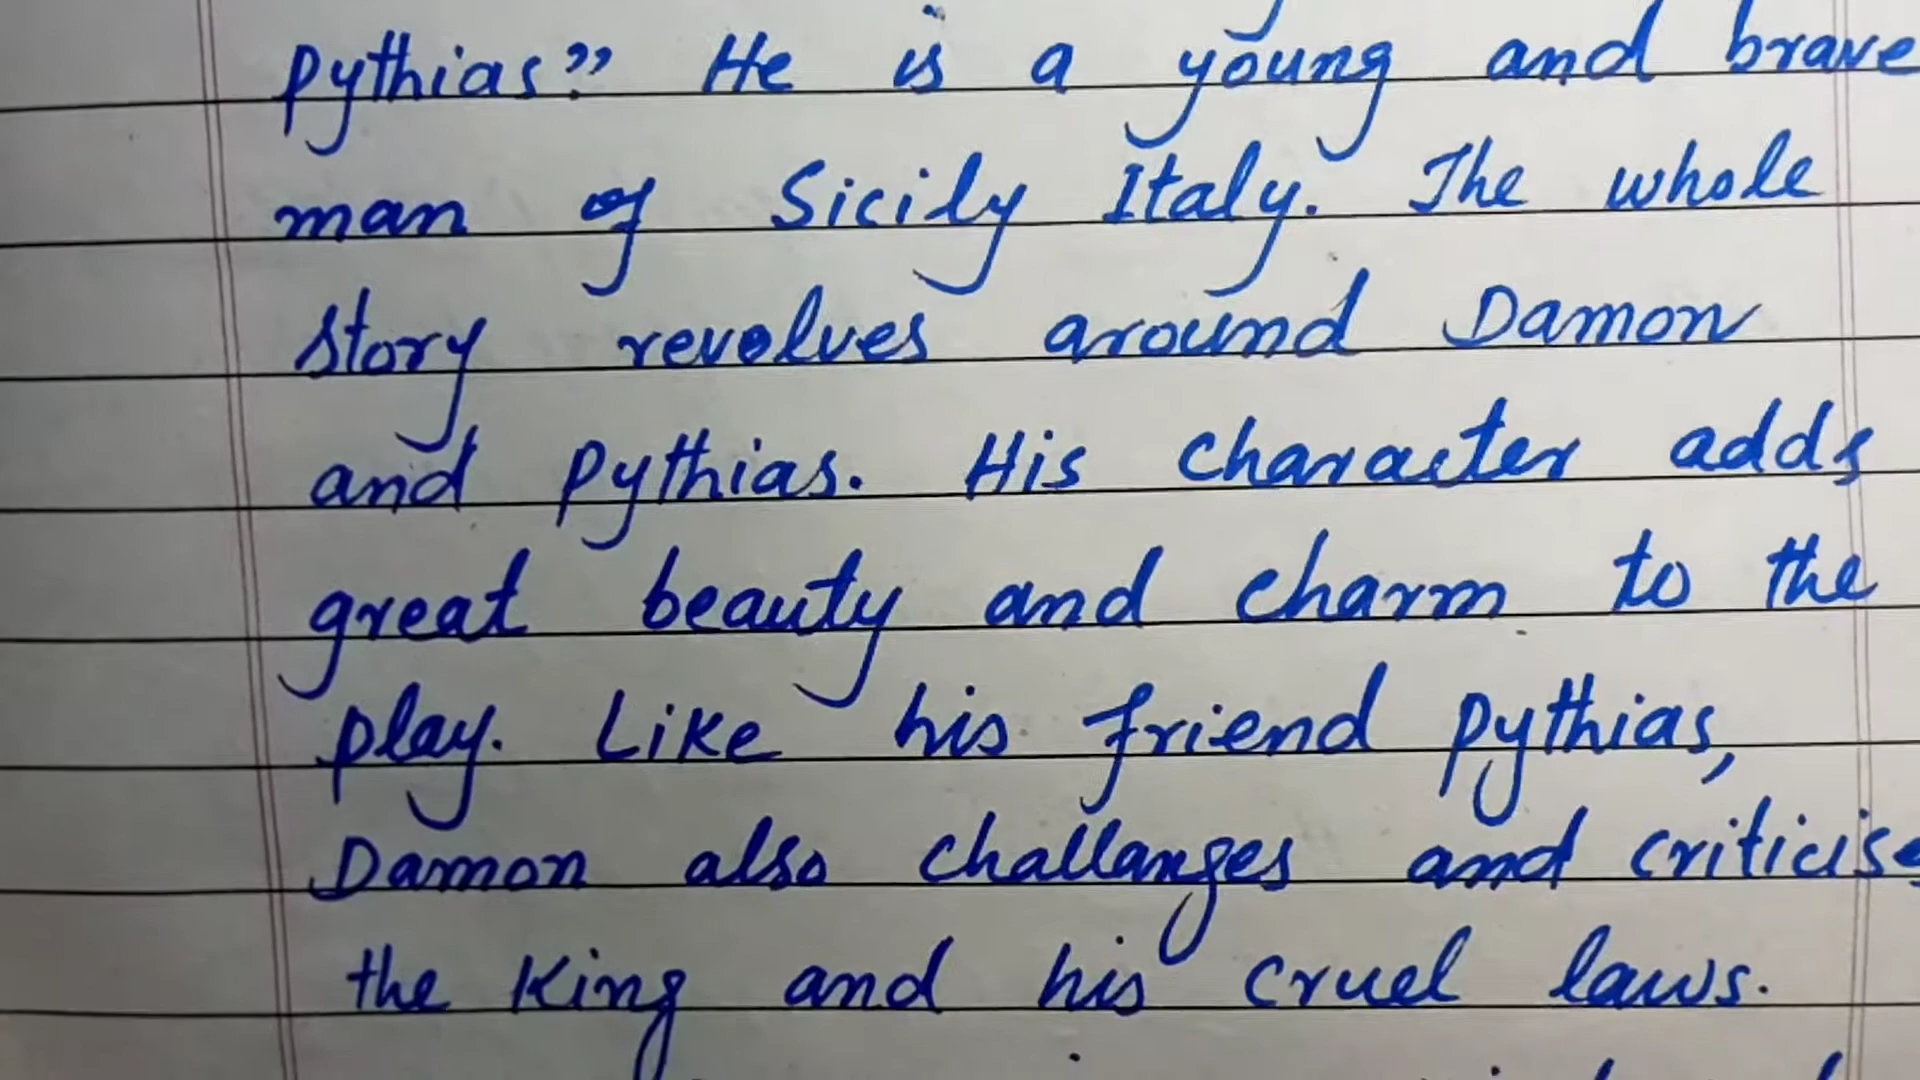 Pythias". He is a young and brave
man of Sicily Italy. The whole
story revolves around Damon
and Pythias. His character adds
great beauty and charm to the
play. Like his friend Pythias,
Damon also challanges and criticise
the King and his cruel laws.